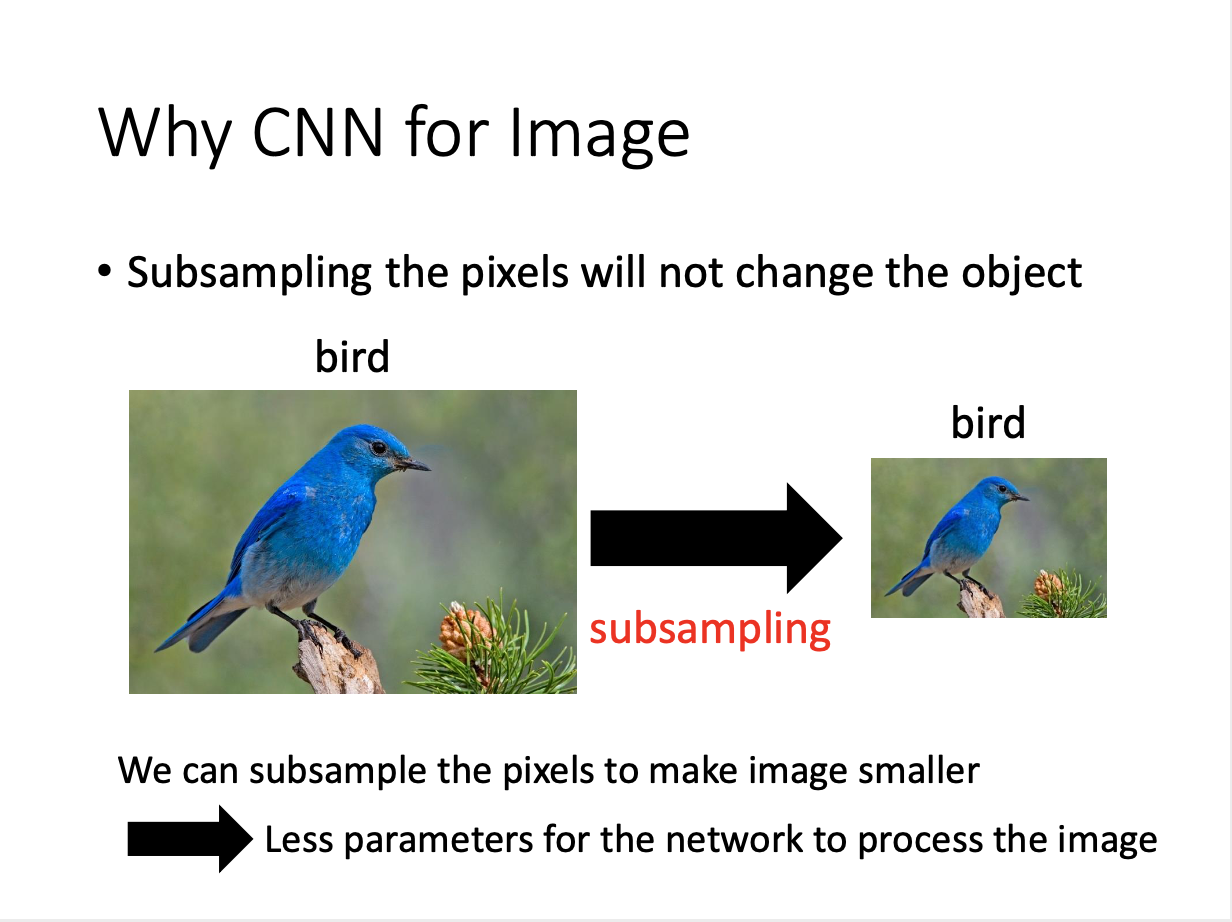 Why CNN for Image
• Subsampling the pixels will not change the object
bird
bird
subsampling
We can subsample the pixels to make image smaller
Less parameters for the network to process the image